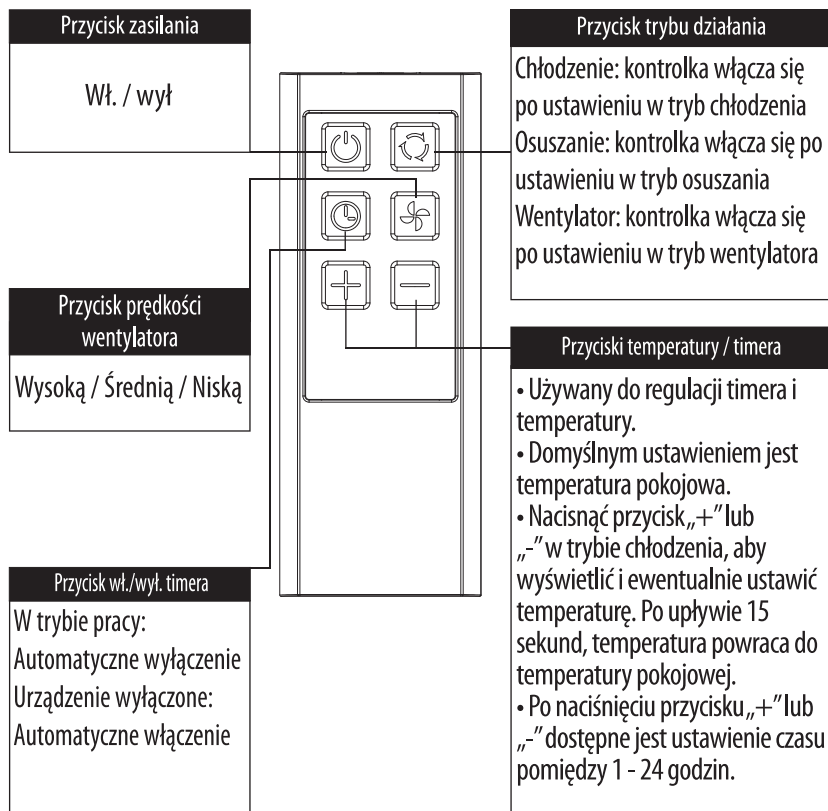 Przycisk zasilania
Wł. / wył
Przycisk prędkości
wentylatora
Wysoką / Średnią / Niską
Przycisk wł./wył. timera
W trybie pracy:
Automatyczne wyłączenie
Urządzenie wyłączone:
Automatyczne włączenie
Przycisk trybu działania
Chłodzenie: kontrolka włącza się
po ustawieniu w tryb chłodzenia
Osuszanie: kontrolka włącza się po
ustawieniu w tryb osuszania
Wentylator: kontrolka włącza się
po ustawieniu w tryb wentylatora
Przyciski temperatury / timera
• Używany do regulacji timera i
temperatury.
• Domyślnym ustawieniem jest
temperatura pokojowa.
• Nacisnąć przycisk „+” lub
„-” w trybie chłodzenia, aby
wyświetlić i ewentualnie ustawić
temperaturę. Po upływie 15
sekund, temperatura powraca do
temperatury pokojowej.
• Po naciśnięciu przycisku „+” lub
„-” dostępne jest ustawienie czasu
pomiędzy 1 - 24 godzin.